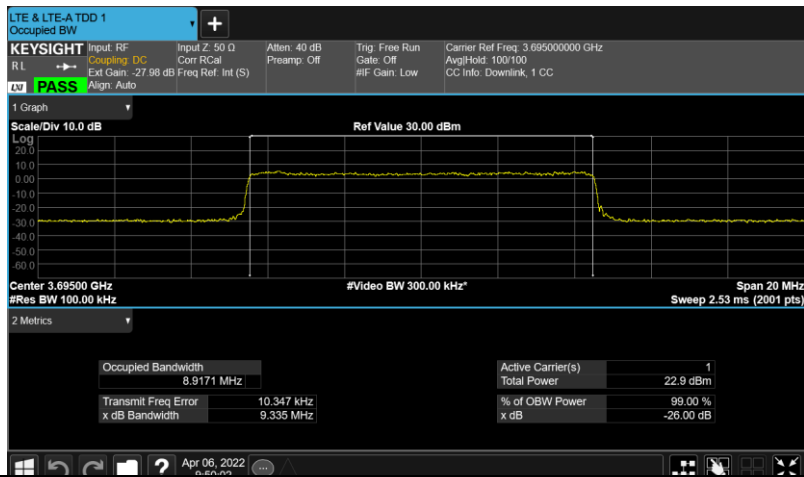 LTE & LTE-A TDD 1
Occupied BW
+
KEYSIGHT Input: RF Input Z: 50 Ω Atten: 40 dB Trig: Free Run Carrier Ref Freq: 3.695000000 GHz
Coupling: DC Corr RCal Preamp: Off Gate: Off Avg|Hold: 100/100
R L Ext Gain: -27.98 dB Freq Ref: Int (S) #IF Gain: Low CC Info: Downlink, 1 CC
LXI PASS Align: Auto
1 Graph
Scale/Div 10.0 dB Ref Value 30.00 dBm
Log
20.0
10.0
0.00
-10.0
-20.0
-30.0
-40.0
-50.0
-60.0
Center 3.69500 GHz #Video BW 300.00 kHz* Span 20 MHz
#Res BW 100.00 kHz Sweep 2.53 ms (2001 pts)
2 Metrics
Occupied Bandwidth Active Carrier(s) 1
8.9171 MHz Total Power 22.9 dBm
Transmit Freq Error 10.347 kHz % of OBW Power 99.00 %
x dB Bandwidth 9.335 MHz x dB -26.00 dB
? Apr 06, 2022